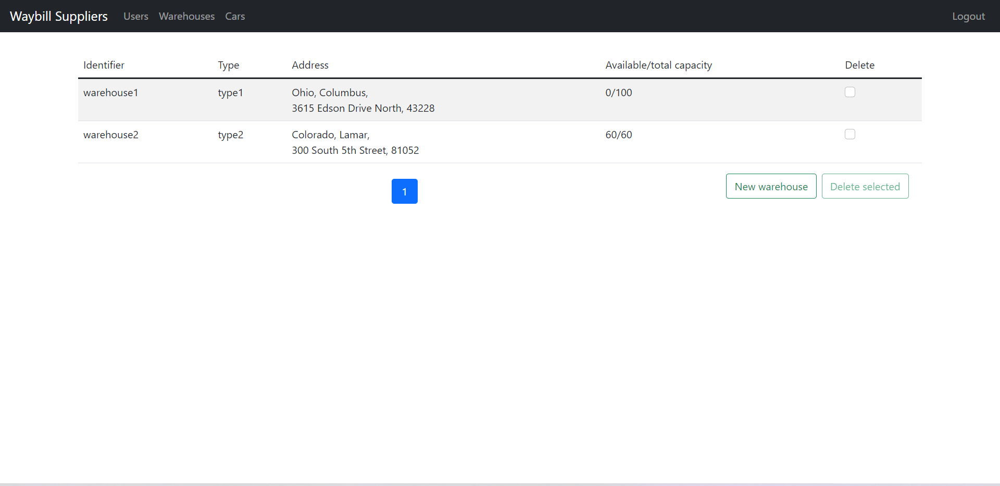 Waybill Suppliers Users Warehouses Cars Logout
Identifier Type Address Available/total capacity Delete
warehouse1 type1 Ohio, Columbus, 0/100
3615 Edson Drive North, 43228
warehouse2 type2 Colorado, Lamar, 60/60
300 South 5th Street, 81052
1 New warehouse Delete selected